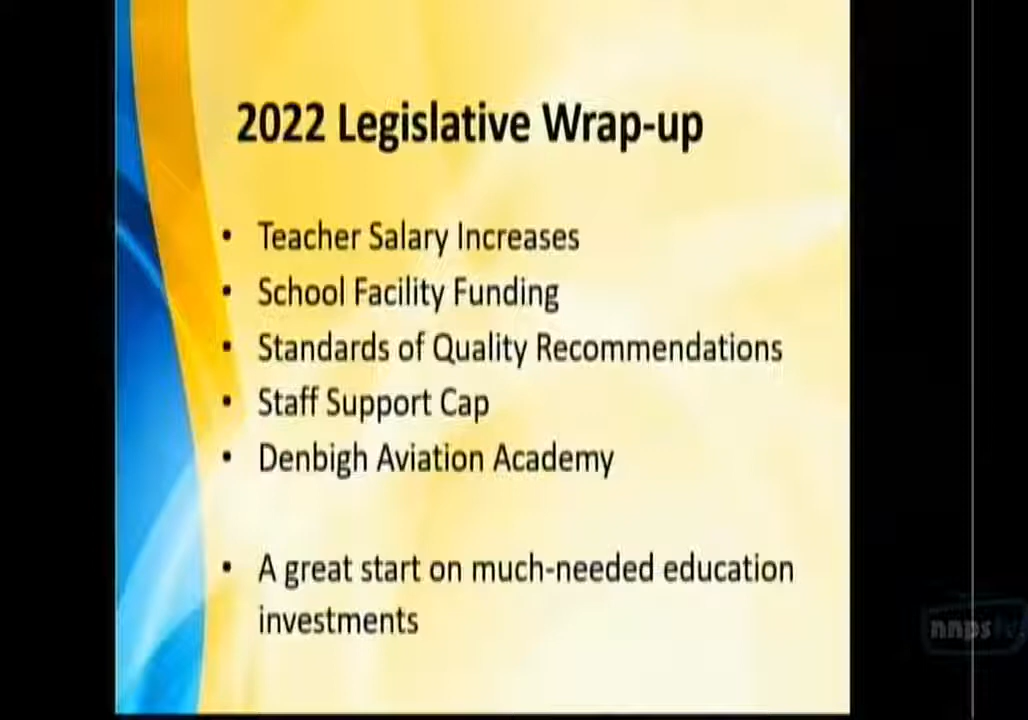 2022 Legislative Wrap-up
• Teacher Salary Increases
• School Facility Funding
• Standards of Quality Recommendations
• Staff Support Cap
• Denbigh Aviation Academy
• A great start on much-needed education
investments
nnpstv